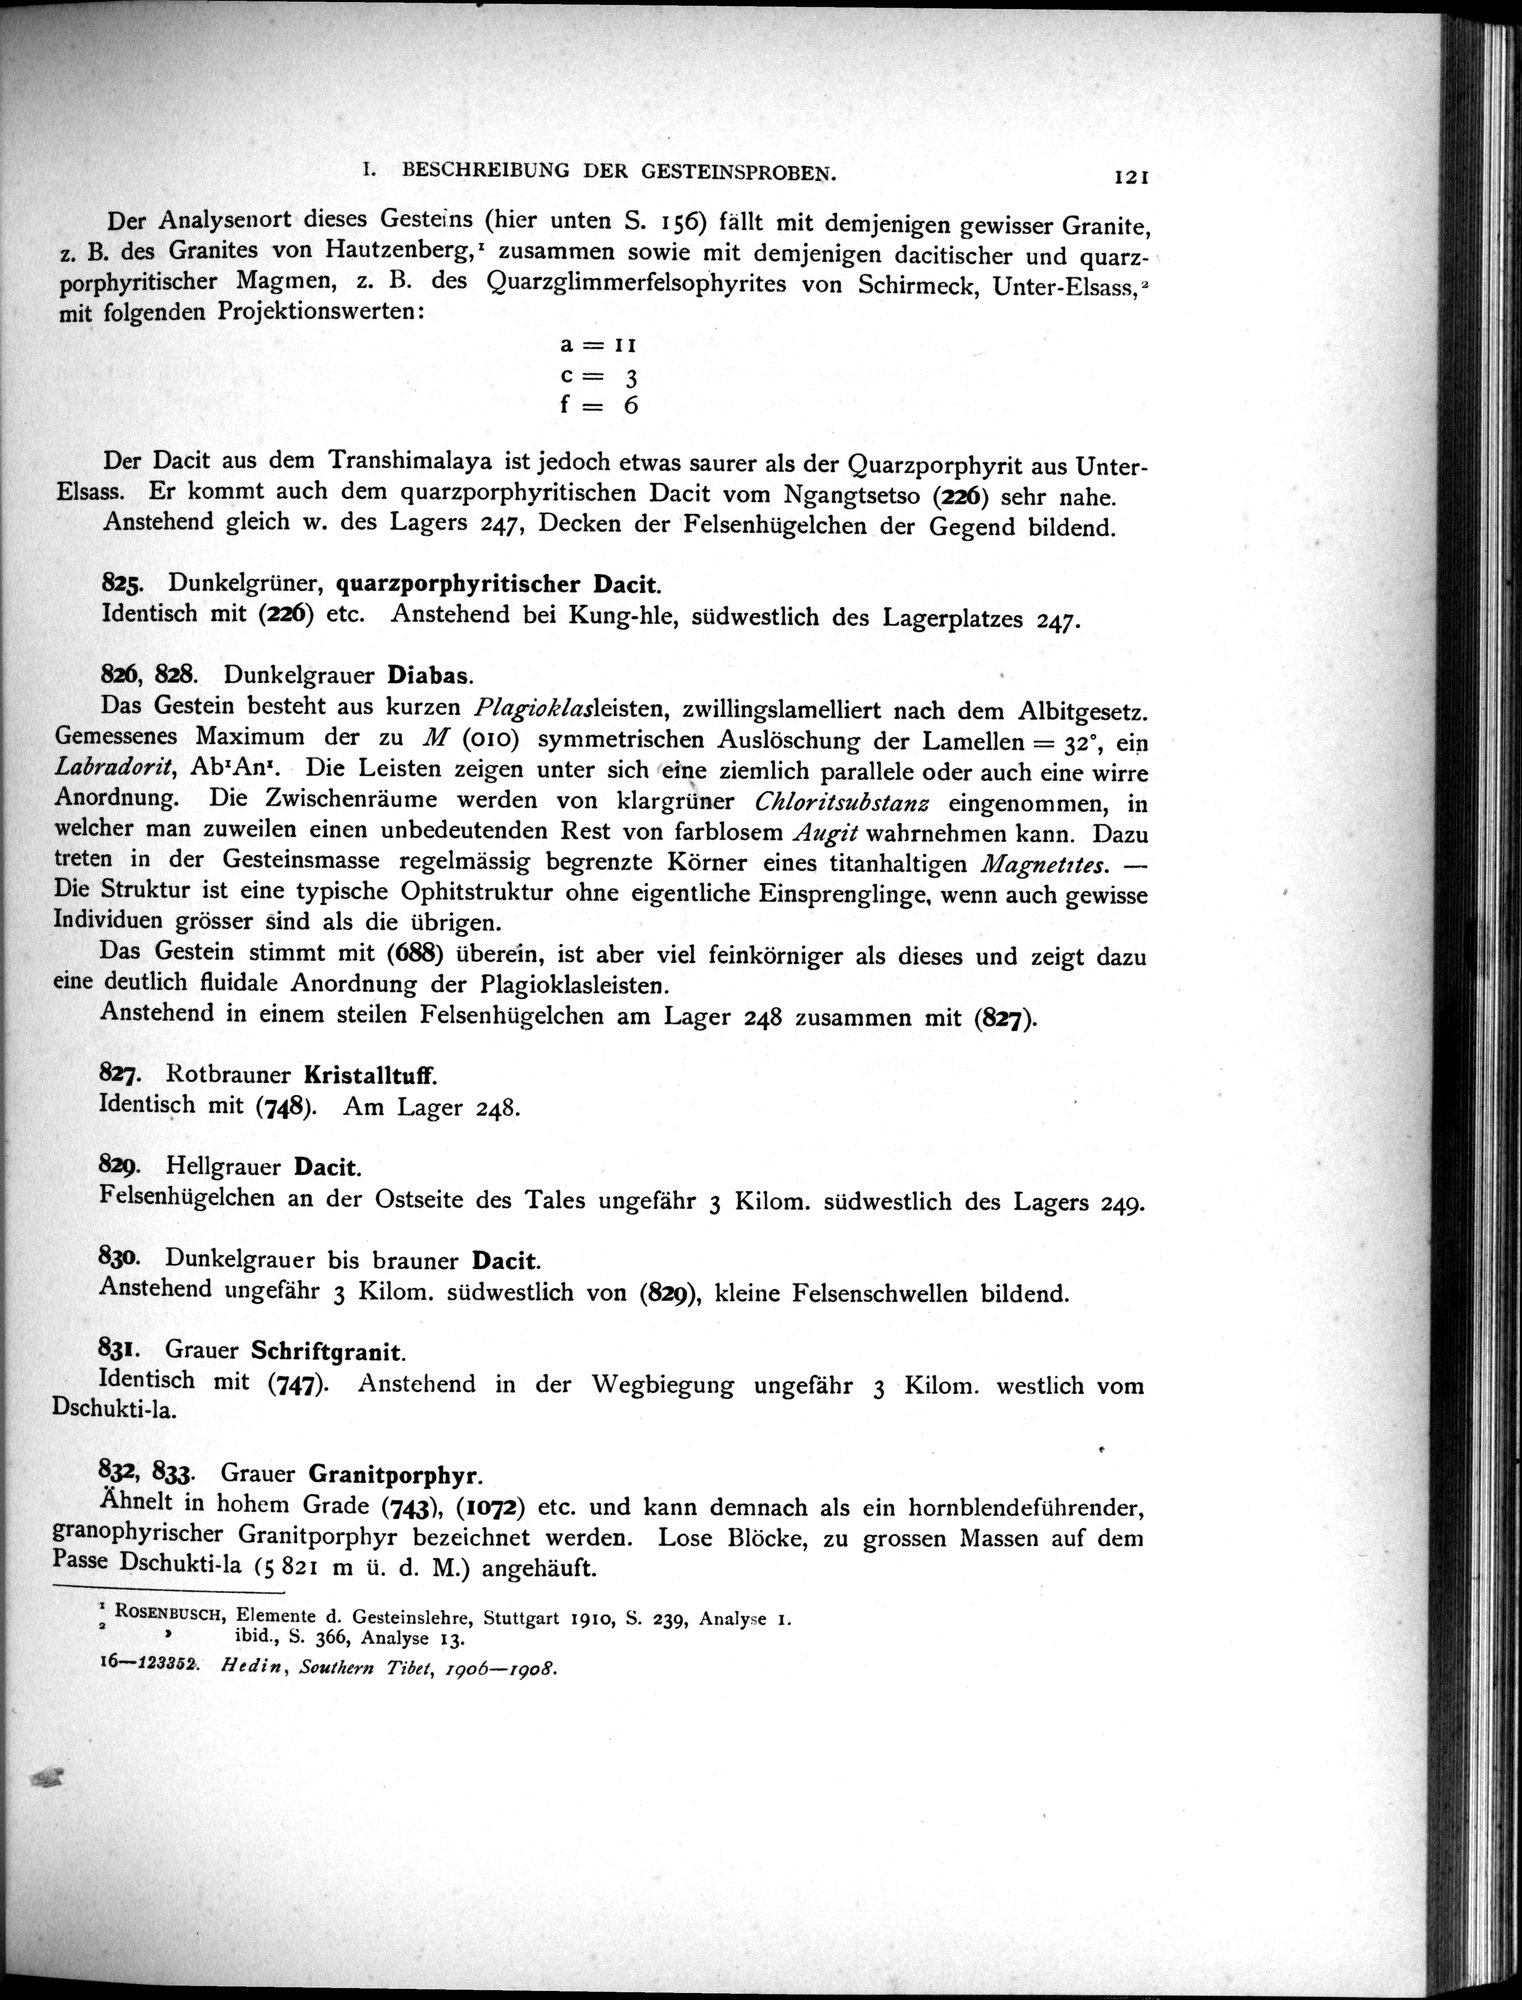 I. BESCHREIBUNG DER GESTEINSPROBEN. 121
Der Analysenort dieses Gesteins (hier unten S. 156) fällt mit demjenigen gewisser Granite,
z. B. des Granites von Hautzenberg,¹ zusammen sowie mit demjenigen dacitischer und quarz-
porphyritischer Magmen, z. B. des Quarzglimmerfelsophyrites von Schirmeck, Unter-Elsass,²
mit folgenden Projektionswerten:
a = 11
c = 3
f = 6
Der Dacit aus dem Transhimalaya ist jedoch etwas saurer als der Quarzporphyrit aus Unter-
Elsass. Er kommt auch dem quarzporphyritischen Dacit vom Ngangtsetso (226) sehr nahe.
Anstehend gleich w. des Lagers 247, Decken der Felsenhügelchen der Gegend bildend.
825. Dunkelgrüner, quarzporphyritischer Dacit.
Identisch mit (226) etc. Anstehend bei Kung-hle, südwestlich des Lagerplatzes 247.
826, 828. Dunkelgrauer Diabas.
Das Gestein besteht aus kurzen Plagioklasleisten, zwillingslamelliert nach dem Albitgesetz.
Gemessenes Maximum der zu M (010) symmetrischen Auslöschung der Lamellen = 32°, ein
Labradorit, Ab¹An¹. Die Leisten zeigen unter sich eine ziemlich parallele oder auch eine wirre
Anordnung. Die Zwischenräume werden von klargrüner Chloritsubstanz eingenommen, in
welcher man zuweilen einen unbedeutenden Rest von farblosem Augit wahrnehmen kann. Dazu
treten in der Gesteinsmasse regelmässig begrenzte Körner eines titanhaltigen Magnetites. —
Die Struktur ist eine typische Ophitstruktur ohne eigentliche Einsprenglinge, wenn auch gewisse
Individuen grösser sind als die übrigen.
Das Gestein stimmt mit (688) überein, ist aber viel feinkörniger als dieses und zeigt dazu
eine deutlich fluidale Anordnung der Plagioklasleisten.
Anstehend in einem steilen Felsenhügelchen am Lager 248 zusammen mit (827).
827. Rotbrauner Kristalltuff.
Identisch mit (748). Am Lager 248.
829. Hellgrauer Dacit.
Felsenhügelchen an der Ostseite des Tales ungefähr 3 Kilom. südwestlich des Lagers 249.
830. Dunkelgrauer bis brauner Dacit.
Anstehend ungefähr 3 Kilom. südwestlich von (829), kleine Felsenschwellen bildend.
831. Grauer Schriftgranit.
Identisch mit (747). Anstehend in der Wegbiegung ungefähr 3 Kilom. westlich vom
Dschukti-la.
832, 833. Grauer Granitporphyr.
Ähnelt in hohem Grade (743), (1072) etc. und kann demnach als ein hornblendeführender,
granophyrischer Granitporphyr bezeichnet werden. Lose Blöcke, zu grossen Massen auf dem
Passe Dschukti-la (5 821 m ü. d. M.) angehäuft.
¹ ROSENBUSCH, Elemente d. Gesteinslehre, Stuttgart 1910, S. 239, Analyse 1.
² » ibid., S. 366, Analyse 13.
16—123352. Hedin, Southern Tibet, 1906—1908.